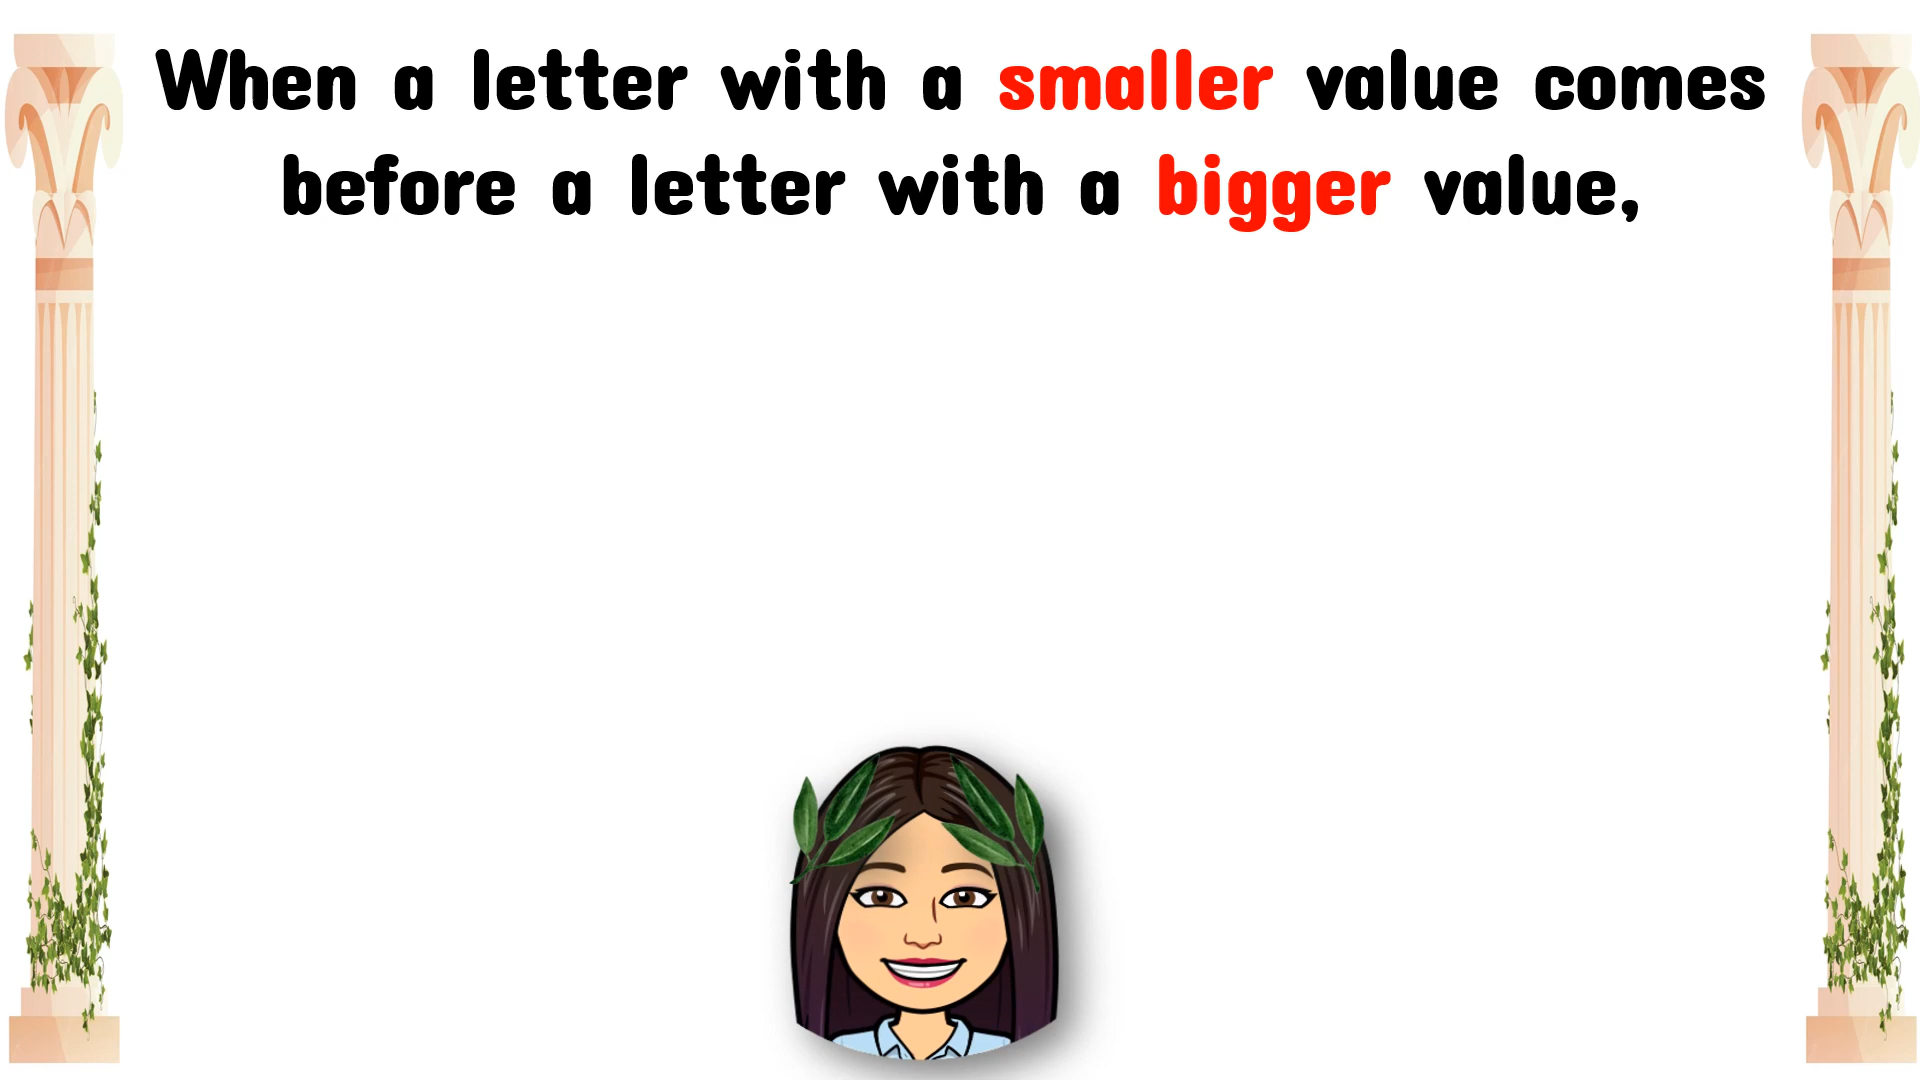 When a letter with a smaller value comes
before a letter with a bigger value,